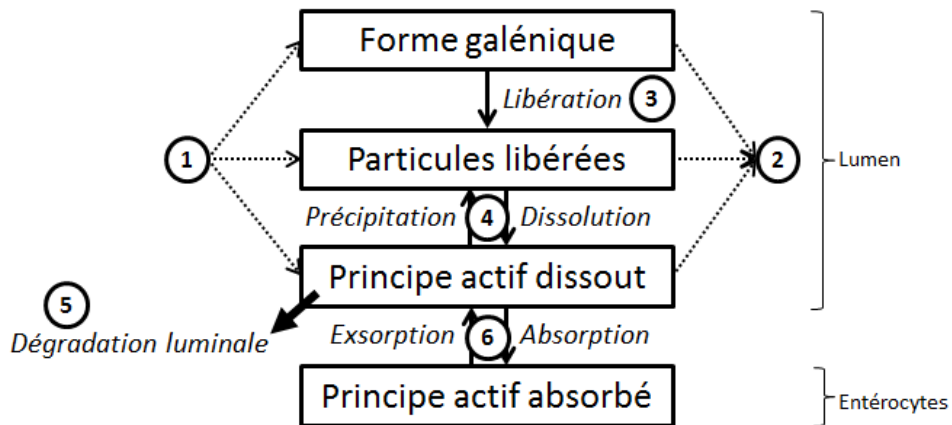 Forme galénique
Libération 3
1
Particules libérées
2
Lumen
Précipitation 4 Dissolution
Principe actif dissout
5
Dégradation luminale
Exsorption 6 Absorption
Principe actif absorbé
Entérocytes